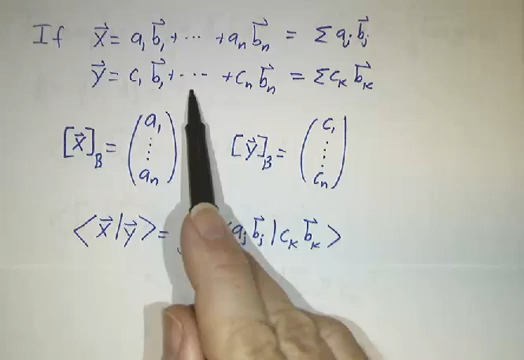 If x⃗ = a₁b⃗₁ + ⋯ + aₙb⃗ₙ = Σ aⱼb⃗ⱼ
y⃗ = c₁b⃗₁ + ⋯ + cₙb⃗ₙ = Σ cₖb⃗ₖ
[x⃗]_B = (a₁ ⋮ aₙ) [y⃗]_B = (c₁ ⋮ cₙ)
⟨x⃗|y⃗⟩ = aⱼb⃗ⱼ | cₖb⃗ₖ⟩